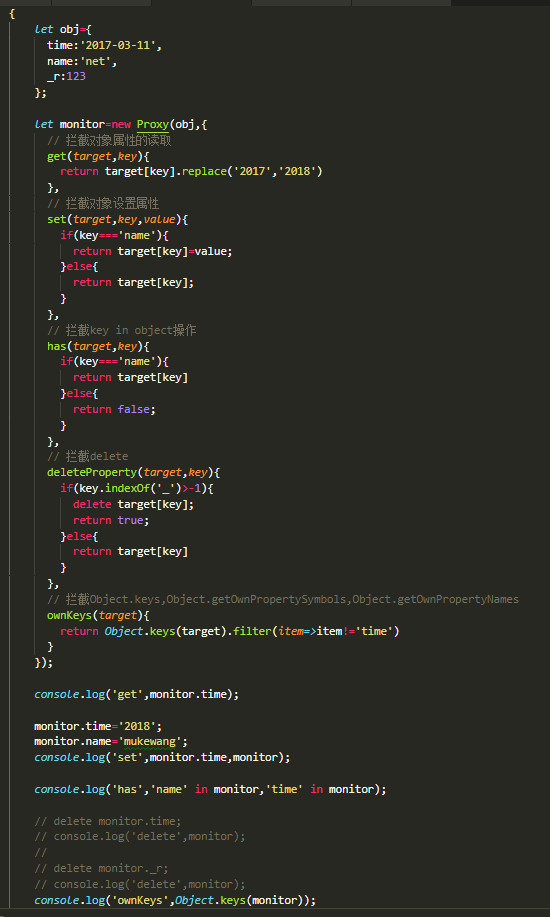 {
let obj={
time:'2017-03-11',
name:'net',
_r:123
};
let monitor=new Proxy(obj,{
// 拦截对象属性的读取
get(target,key){
return target[key].replace('2017','2018')
},
// 拦截对象设置属性
set(target,key,value){
if(key==='name'){
return target[key]=value;
}else{
return target[key];
}
},
// 拦截key in object操作
has(target,key){
if(key==='name'){
return target[key]
}else{
return false;
}
},
// 拦截delete
deleteProperty(target,key){
if(key.indexOf('_')>-1){
delete target[key];
return true;
}else{
return target[key]
}
},
// 拦截Object.keys,Object.getOwnPropertySymbols,Object.getOwnPropertyNames
ownKeys(target){
return Object.keys(target).filter(item=>item!='time')
}
});
console.log('get',monitor.time);
monitor.time='2018';
monitor.name='mukewang';
console.log('set',monitor.time,monitor);
console.log('has','name' in monitor,'time' in monitor);
// delete monitor.time;
// console.log('delete',monitor);
//
// delete monitor._r;
// console.log('delete',monitor);
console.log('ownKeys',Object.keys(monitor));